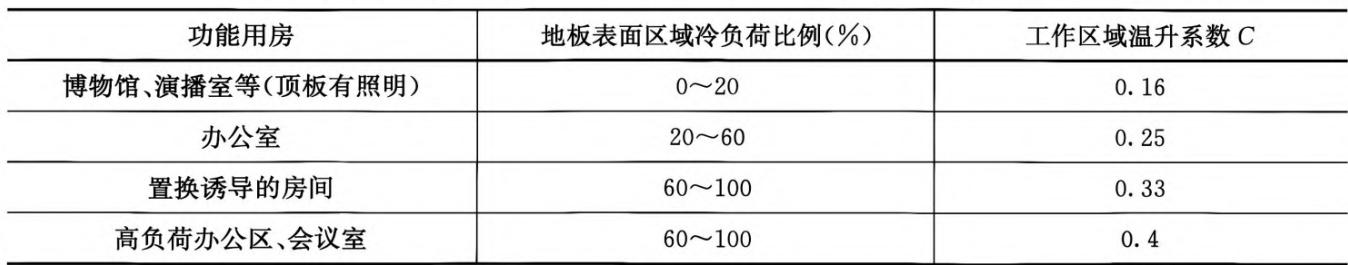 功能用房 地板表面区域冷负荷比例(%) 工作区域温升系数 C
博物馆、演播室等(顶板有照明) 0～20 0.16
办公室 20～60 0.25
置换诱导的房间 60～100 0.33
高负荷办公区、会议室 60～100 0.4